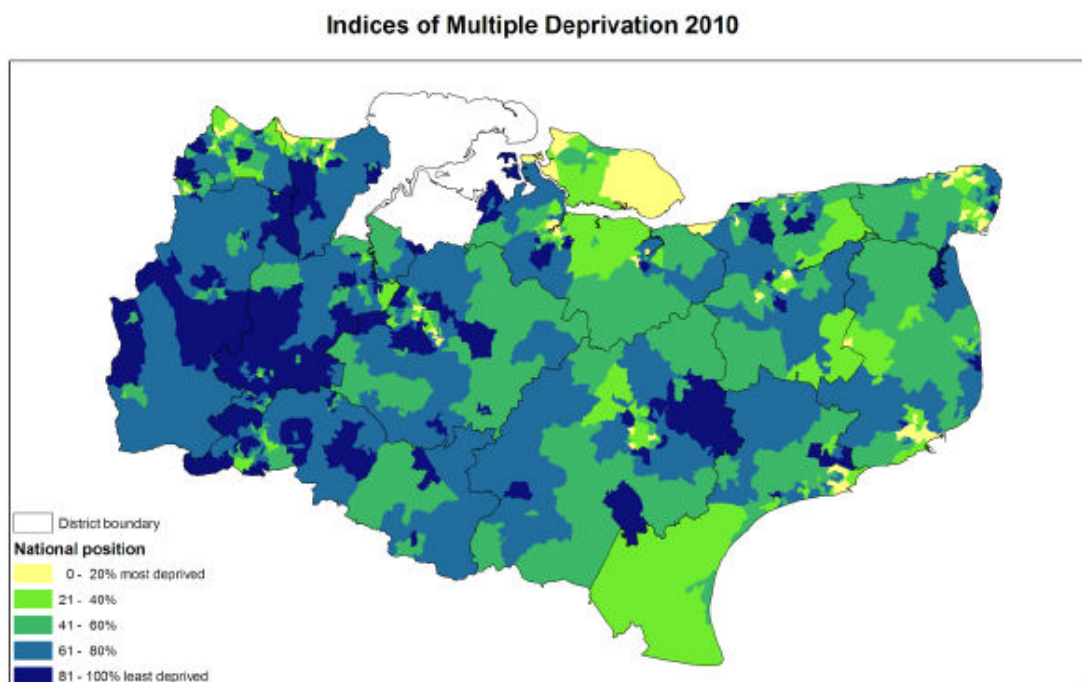 Indices of Multiple Deprivation 2010
District boundary
National position
0 - 20% most deprived
21 - 40%
41 - 60%
61 - 80%
81 - 100% least deprived